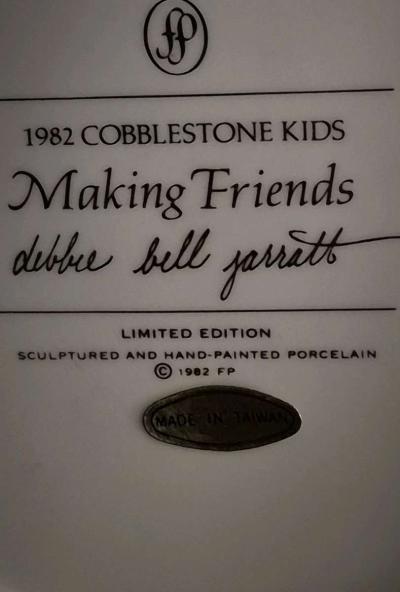 fp
1982 COBBLESTONE KIDS
Making Friends
debbie bell jarratt
LIMITED EDITION
SCULPTURED AND HAND-PAINTED PORCELAIN
© 1982 FP
MADE IN TAIWAN